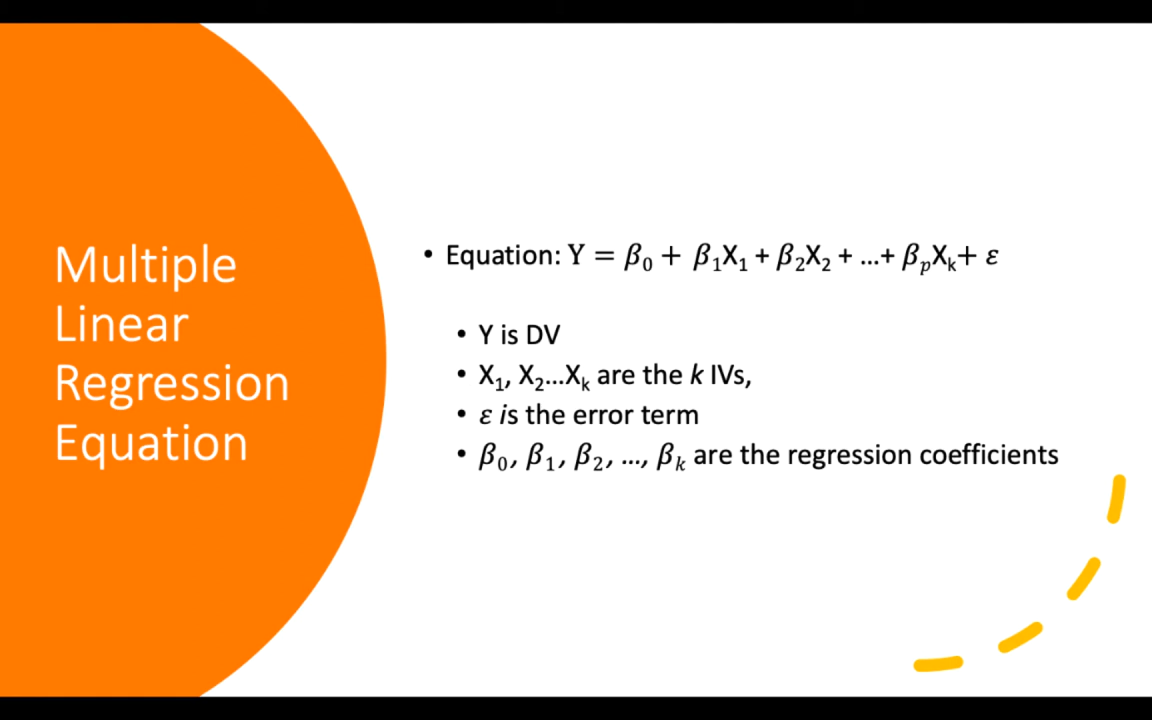 Multiple
Linear
Regression
Equation
• Equation: Y = β₀ + β₁X₁ + β₂X₂ + …+ βₚXₖ+ ε
• Y is DV
• X₁, X₂…Xₖ are the k IVs,
• ε is the error term
• β₀, β₁, β₂, …, βₖ are the regression coefficients